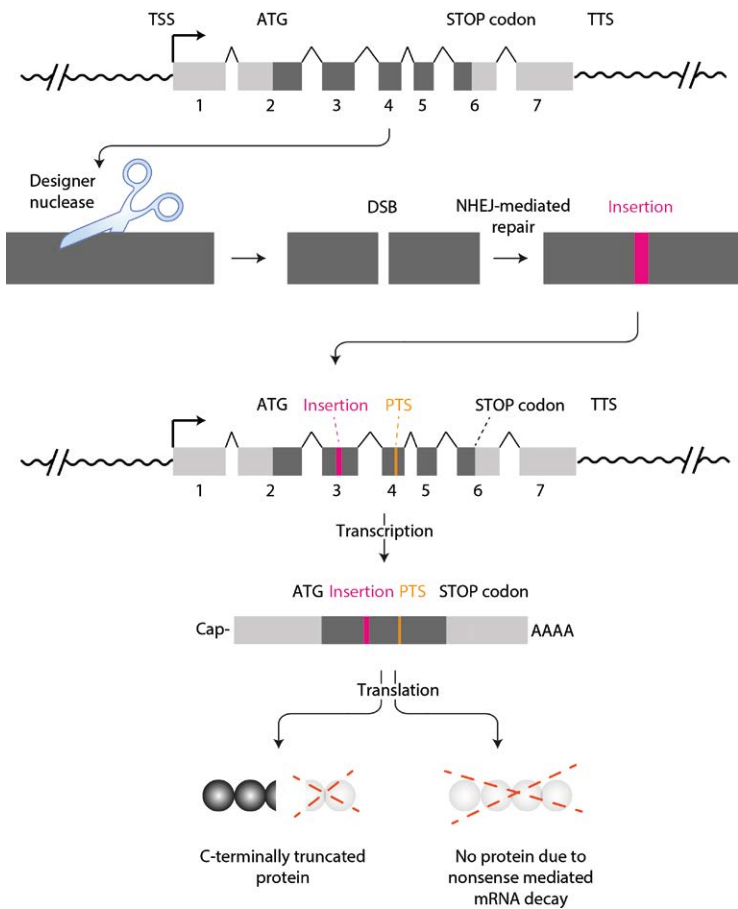 TSS ATG STOP codon TTS
1 2 3 4 5 6 7
Designer
nuclease
DSB
NHEJ-mediated
repair
Insertion
ATG Insertion PTS STOP codon TTS
1 2 3 4 5 6 7
Transcription
ATG Insertion PTS STOP codon
Cap- AAAA
Translation
C-terminally truncated
protein
No protein due to
nonsense mediated
mRNA decay